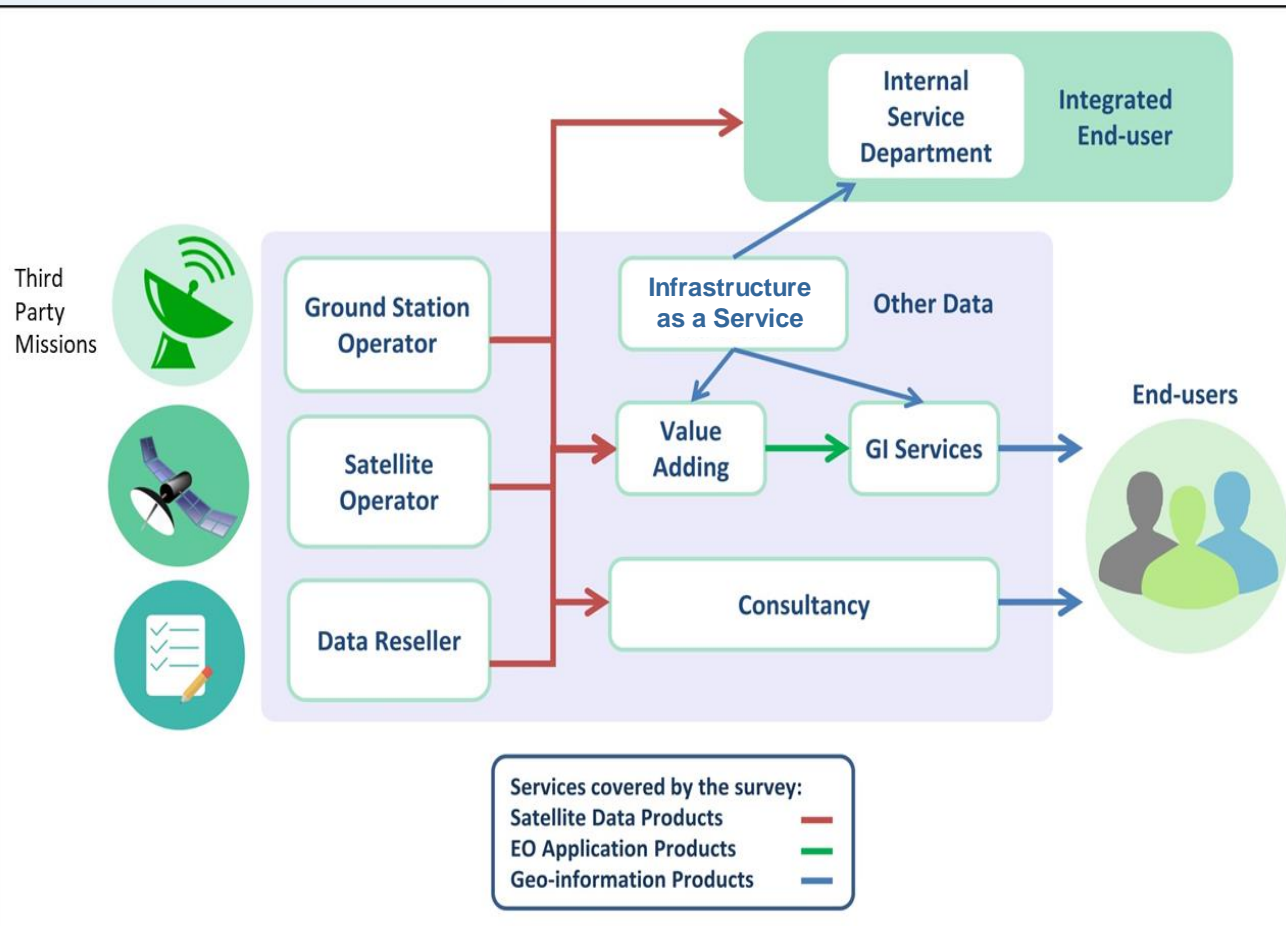 Internal
Service
Department
Integrated
End-user
Third
Party
Missions
Ground Station
Operator
Infrastructure
as a Service
Other Data
End-users
Satellite
Operator
Value
Adding
GI Services
Data Reseller
Consultancy
Services covered by the survey:
Satellite Data Products
EO Application Products
Geo-information Products